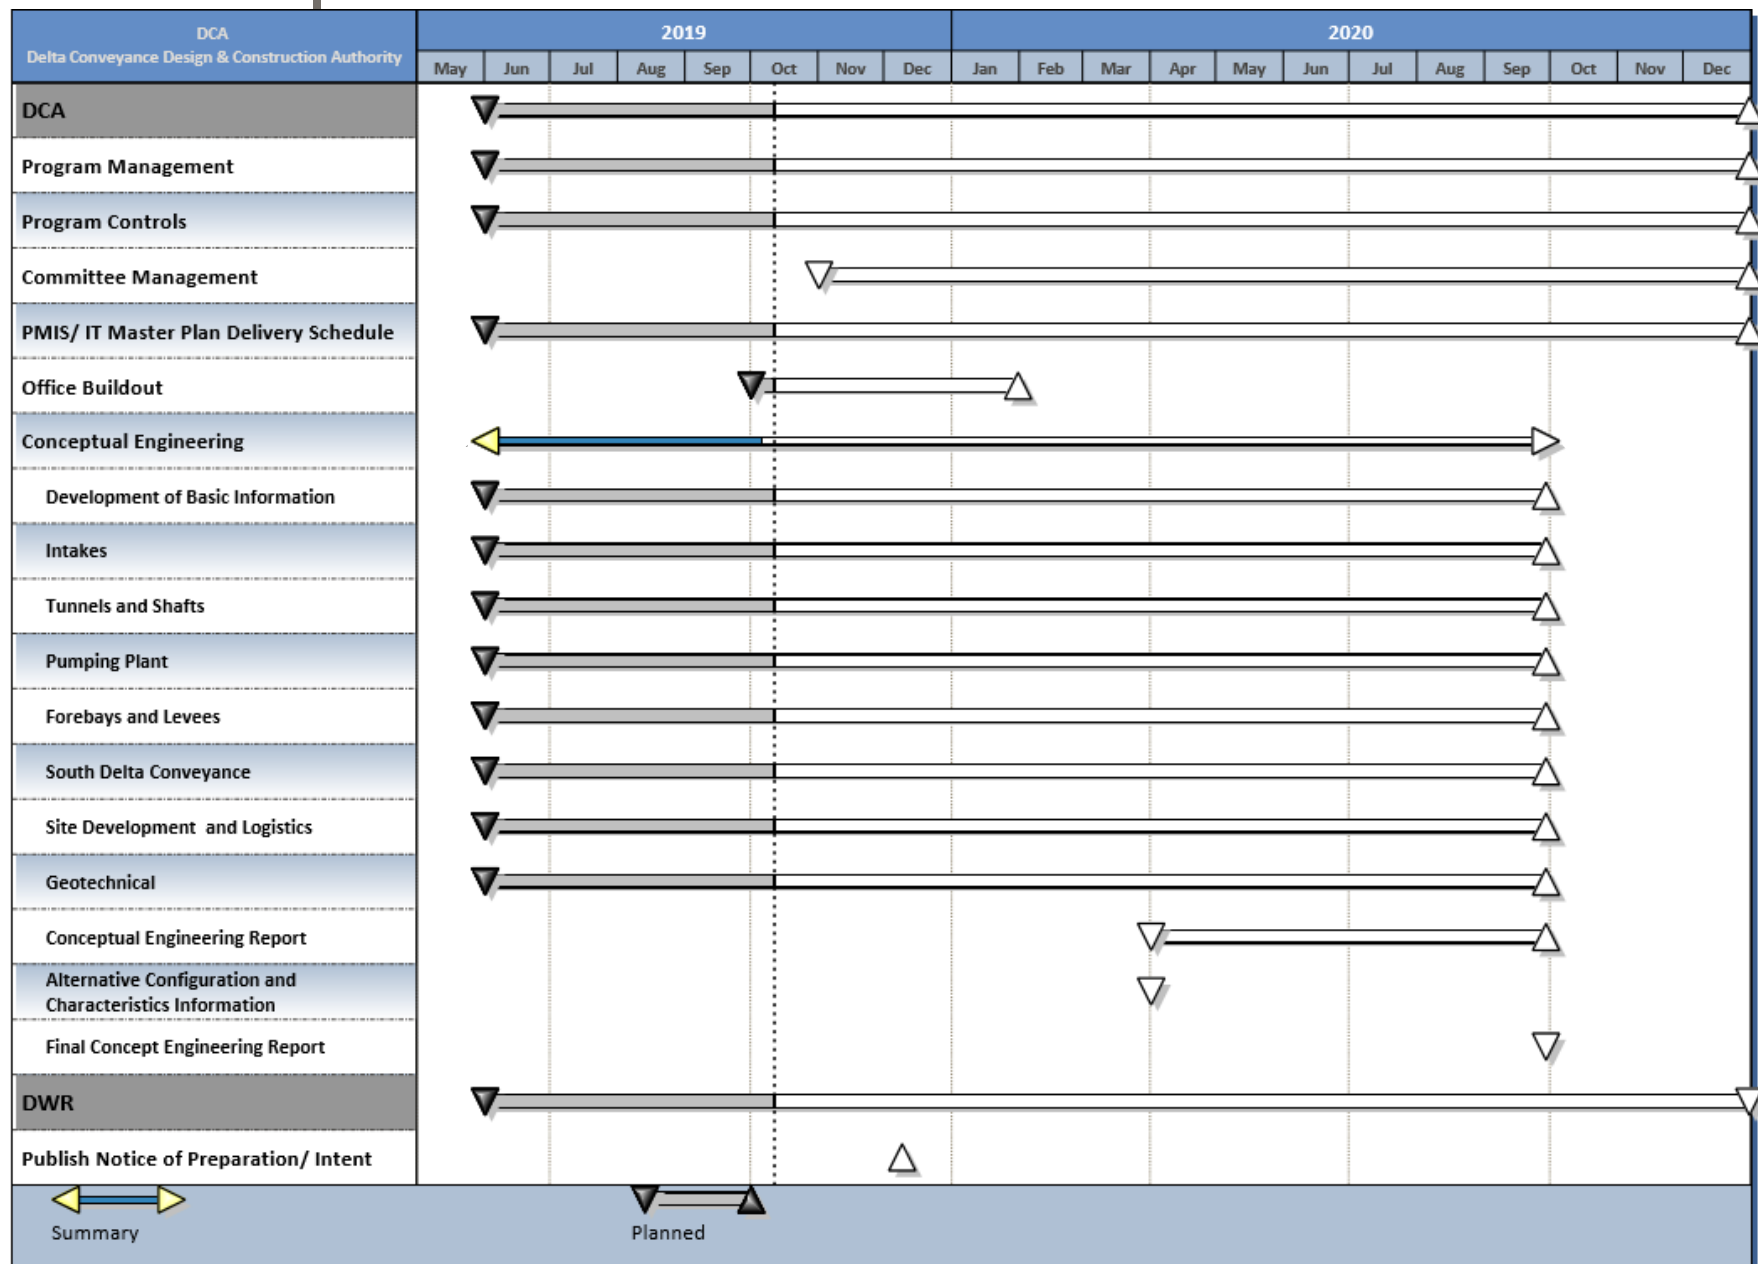 DCA
Delta Conveyance Design & Construction Authority
2019 2020
May Jun Jul Aug Sep Oct Nov Dec Jan Feb Mar Apr May Jun Jul Aug Sep Oct Nov Dec
DCA
Program Management
Program Controls
Committee Management
PMIS/ IT Master Plan Delivery Schedule
Office Buildout
Conceptual Engineering
Development of Basic Information
Intakes
Tunnels and Shafts
Pumping Plant
Forebays and Levees
South Delta Conveyance
Site Development and Logistics
Geotechnical
Conceptual Engineering Report
Alternative Configuration and
Characteristics Information
Final Concept Engineering Report
DWR
Publish Notice of Preparation/ Intent
Summary Planned